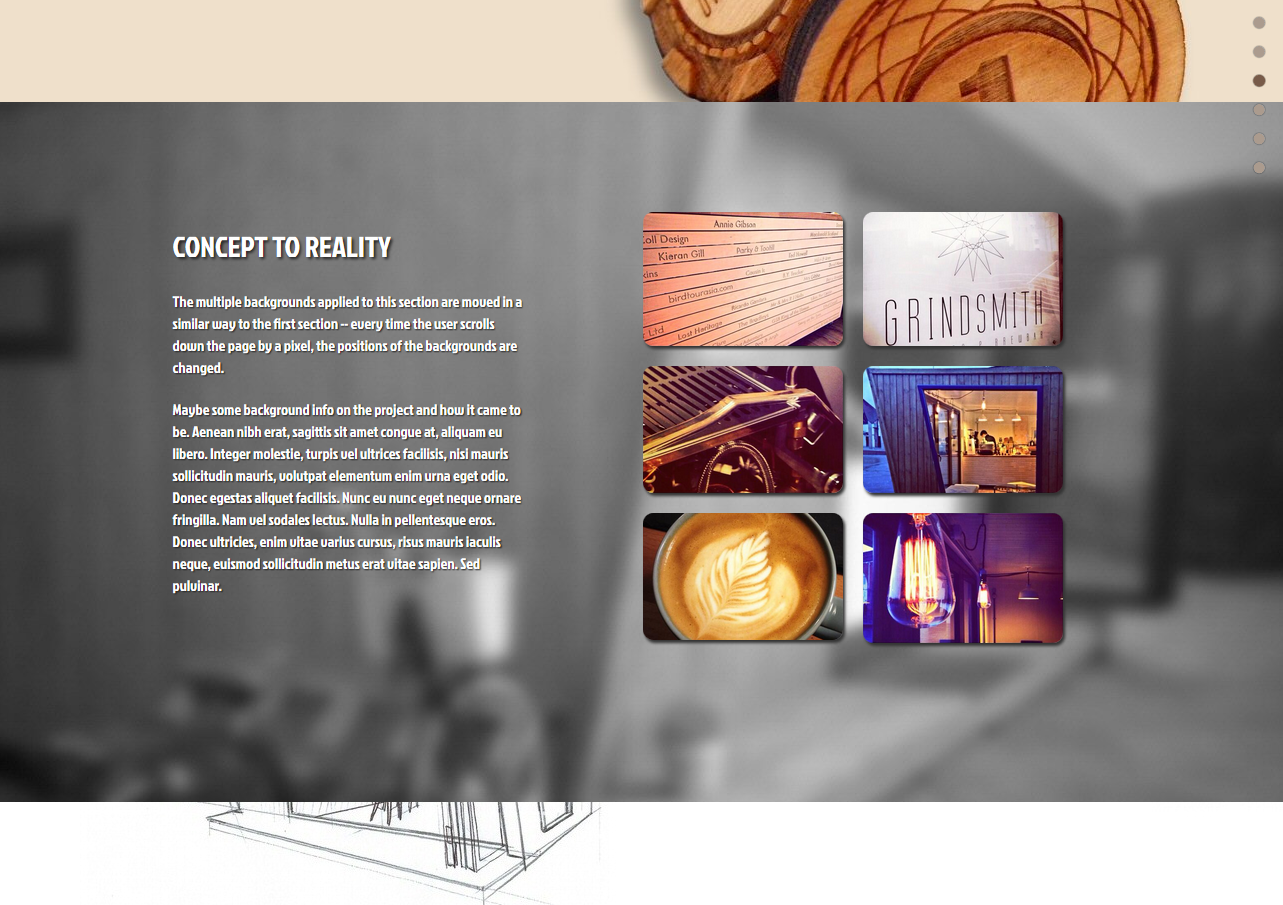 1
CONCEPT TO REALITY
The multiple backgrounds applied to this section are moved in a
similar way to the first section -- every time the user scrolls
down the page by a pixel, the positions of the backgrounds are
changed.
Maybe some background info on the project and how it came to
be. Aenean nibh erat, sagittis sit amet congue at, aliquam eu
libero. Integer molestie, turpis vel ultrices facilisis, nisi mauris
sollicitudin mauris, volutpat elementum enim urna eget odio.
Donec egestas aliquet facilisis. Nunc eu nunc eget neque ornare
fringilla. Nam vel sodales lectus. Nulla in pellentesque eros.
Donec ultricies, enim vitae varius cursus, risus mauris iaculis
neque, euismod sollicitudin metus erat vitae sapien. Sed
pulvinar.
Annie Gibson
oll Design
Parky & Toofill
Kieran Gill
kins
birdtourasia.com
Ricardo Gomes
Ltd
Lost Heritage
GRINDSMITH